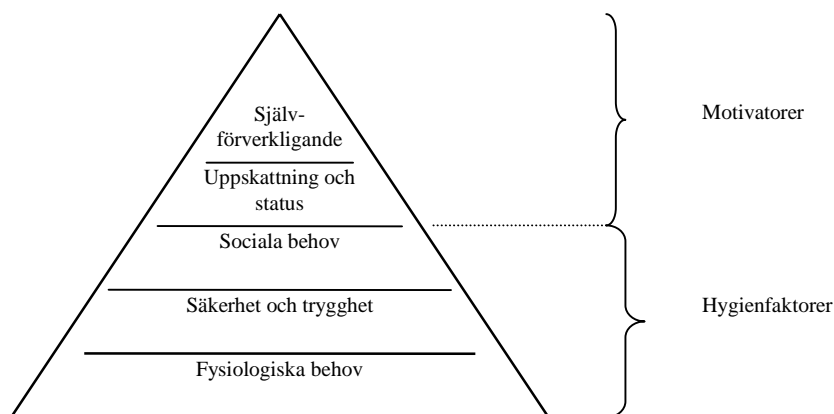 Själv-
förverkligande
Uppskattning och
status
Sociala behov
Säkerhet och trygghet
Fysiologiska behov
Motivatorer
Hygienfaktorer